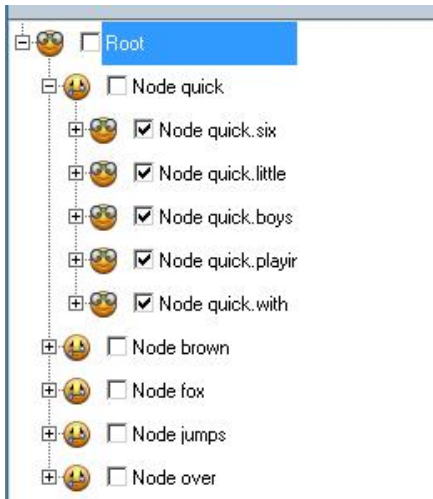 Root
Node quick
Node quick.six
Node quick.little
Node quick.boys
Node quick.playir
Node quick.with
Node brown
Node fox
Node jumps
Node over